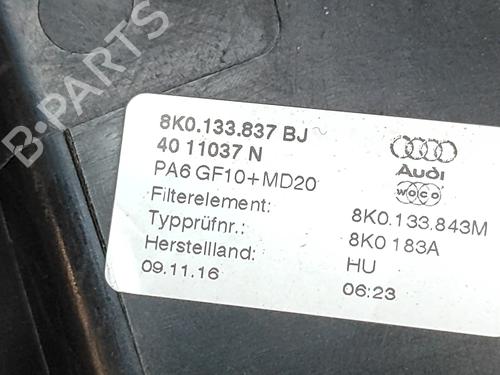 B-PARTS
8K0.133.837 BJ
40 11037 N
PA6 GF10+MD20
Audi
woco
Filterelement: 8K0.133.843M
Typprüfnr.: 8K0 183A
Herstellland: HU
09.11.16 06:23